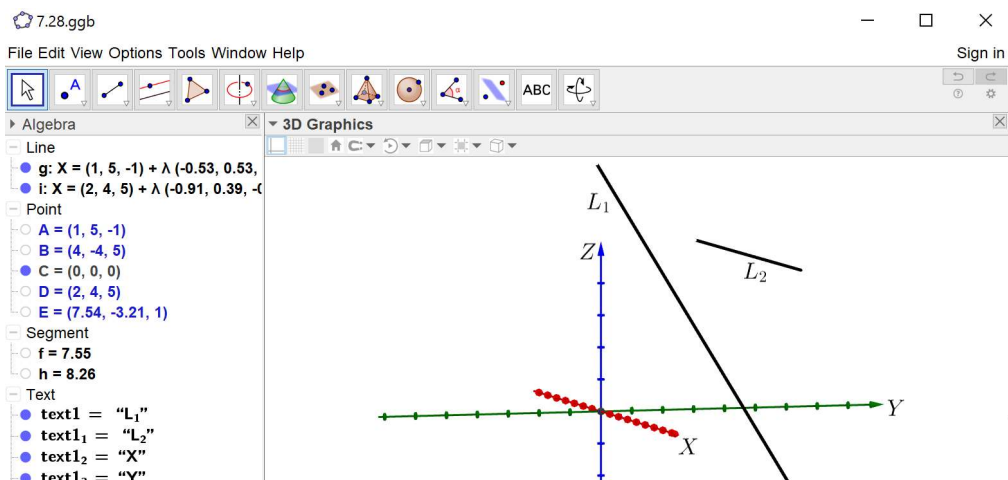 7.28.ggb
File Edit View Options Tools Window Help
Sign in
A
α
ABC
Algebra
3D Graphics
Line
g: X = (1, 5, -1) + λ (-0.53, 0.53,
i: X = (2, 4, 5) + λ (-0.91, 0.39, -0
Point
A = (1, 5, -1)
B = (4, -4, 5)
C = (0, 0, 0)
D = (2, 4, 5)
E = (7.54, -3.21, 1)
Segment
f = 7.55
h = 8.26
Text
text1 = “L₁”
text1₁ = “L₂”
text1₂ = “X”
text1₃ = “Y”
L₁
Z
L₂
Y
X